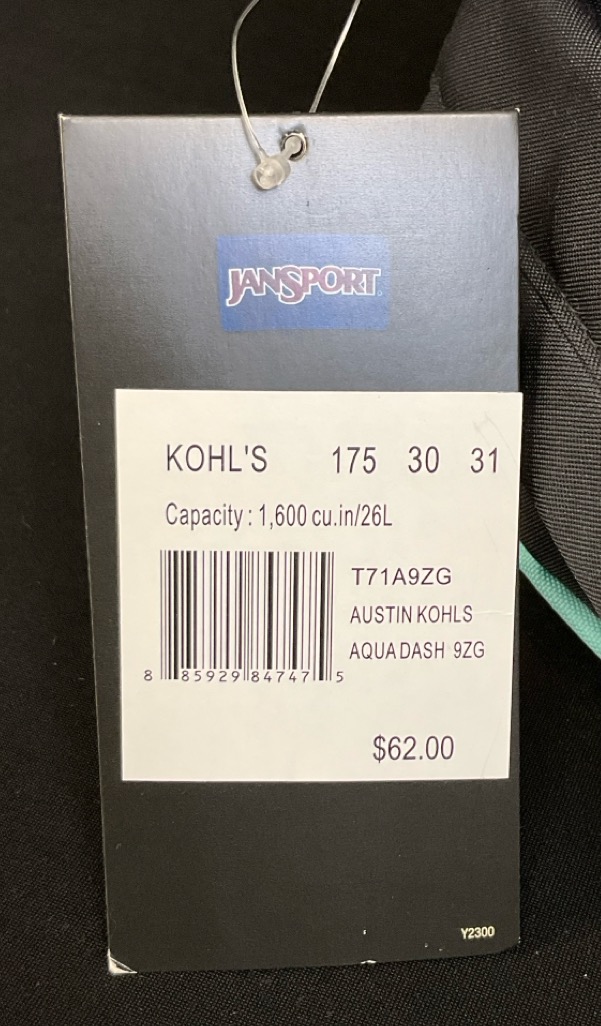 JANSPORT.
KOHL'S 175 30 31
Capacity : 1,600 cu.in/26L
T71A9ZG
AUSTIN KOHLS
AQUA DASH 9ZG
8 85929 84747 5
$62.00
Y2300